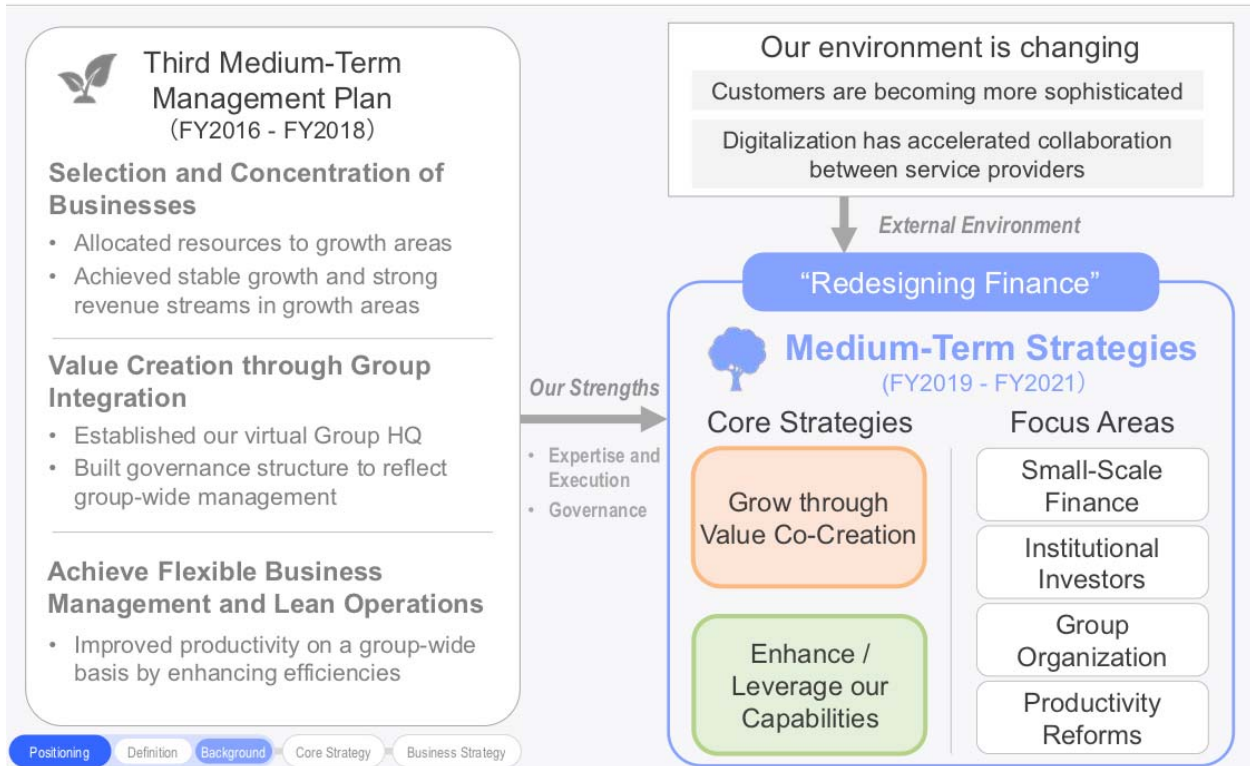 Third Medium-Term
Management Plan
(FY2016 - FY2018)
Selection and Concentration of
Businesses
• Allocated resources to growth areas
• Achieved stable growth and strong
revenue streams in growth areas
Value Creation through Group
Integration
• Established our virtual Group HQ
• Built governance structure to reflect
group-wide management
Achieve Flexible Business
Management and Lean Operations
• Improved productivity on a group-wide
basis by enhancing efficiencies
Our Strengths
• Expertise and
Execution
• Governance
Our environment is changing
Customers are becoming more sophisticated
Digitalization has accelerated collaboration
between service providers
External Environment
“Redesigning Finance”
Medium-Term Strategies
(FY2019 - FY2021)
Core Strategies
Grow through
Value Co-Creation
Enhance /
Leverage our
Capabilities
Focus Areas
Small-Scale
Finance
Institutional
Investors
Group
Organization
Productivity
Reforms
Positioning
Definition
Background
Core Strategy
Business Strategy